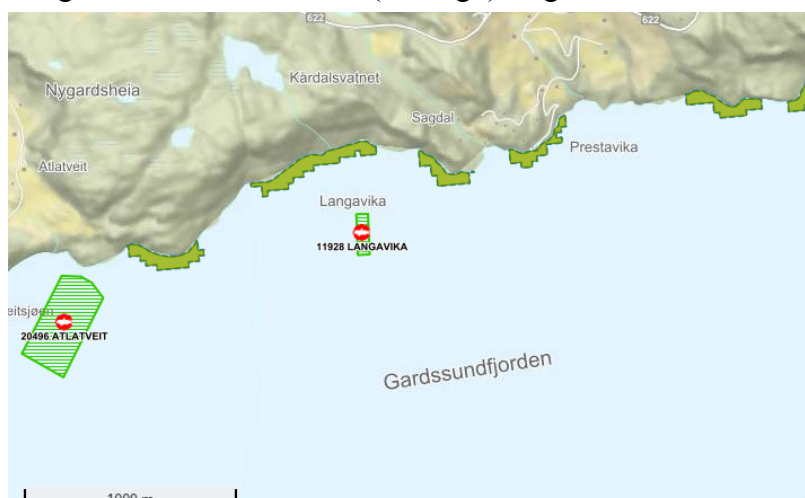 622
622
Kårdalsvatnet
Nygardsheia
Sagdal
Prestavika
Atlatveit
Langavika
11928 LANGAVIKA
eitsjøen
20496 ATLATVEIT
Gardssundfjorden
1000 m